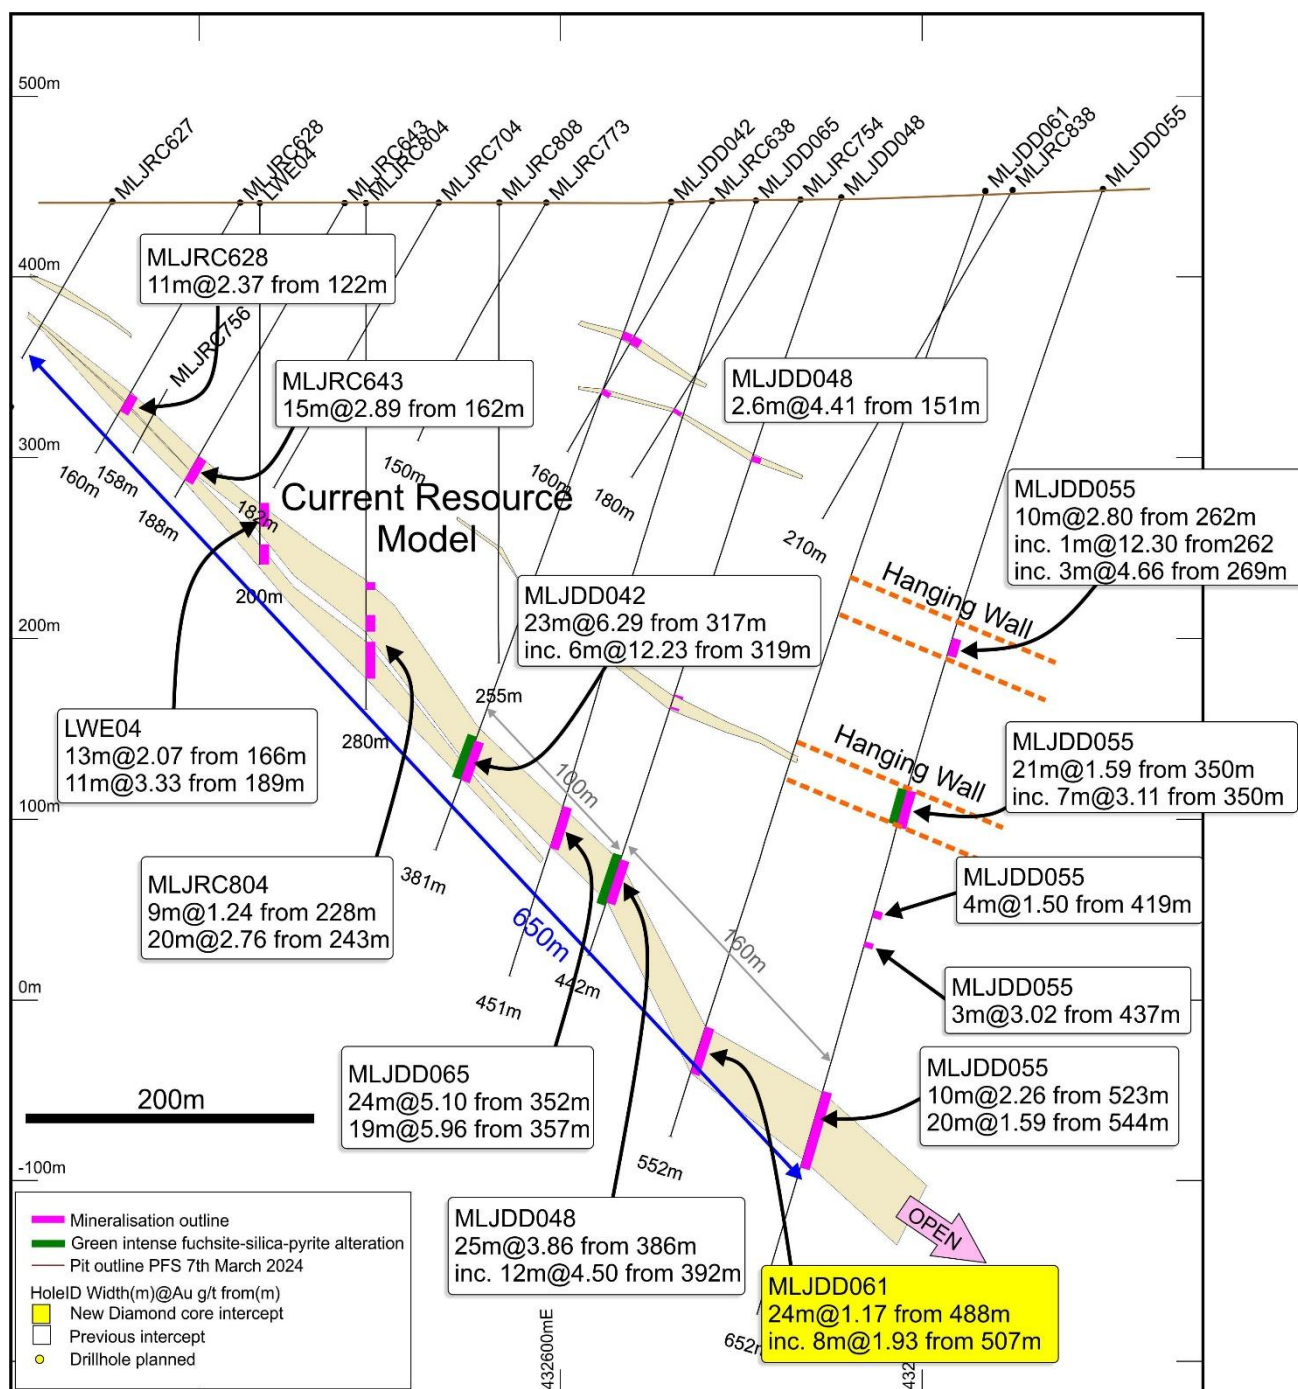 500m
400m
300m
200m
100m
0m
-100m
MLJRC627
MLJRC628
LWE04
MLJRC643
MLJRC804
MLJRC704
MLJRC808
MLJRC773
MLJDD042
MLJRC638
MLJDD065
MLJRC754
MLJDD048
MLJDD061
MLJRC838
MLJDD055
MLJRC628
11m@2.37 from 122m
MLJRC756
MLJRC643
15m@2.89 from 162m
MLJDD048
2.6m@4.41 from 151m
160m
158m
188m
182m
200m
150m
160m
180m
210m
Current Resource
Model
MLJDD055
10m@2.80 from 262m
inc. 1m@12.30 from262
inc. 3m@4.66 from 269m
Hanging Wall
MLJDD042
23m@6.29 from 317m
inc. 6m@12.23 from 319m
LWE04
13m@2.07 from 166m
11m@3.33 from 189m
280m
255m
100m
Hanging Wall
MLJDD055
21m@1.59 from 350m
inc. 7m@3.11 from 350m
MLJRC804
9m@1.24 from 228m
20m@2.76 from 243m
381m
650m
451m
442m
160m
MLJDD055
4m@1.50 from 419m
MLJDD055
3m@3.02 from 437m
MLJDD065
24m@5.10 from 352m
19m@5.96 from 357m
MLJDD055
10m@2.26 from 523m
20m@1.59 from 544m
200m
552m
MLJDD048
25m@3.86 from 386m
inc. 12m@4.50 from 392m
OPEN
MLJDD061
24m@1.17 from 488m
inc. 8m@1.93 from 507m
652m
Mineralisation outline
Green intense fuchsite-silica-pyrite alteration
Pit outline PFS 7th March 2024
HoleID Width(m)@Au g/t from(m)
New Diamond core intercept
Previous intercept
Drillhole planned
432600mE